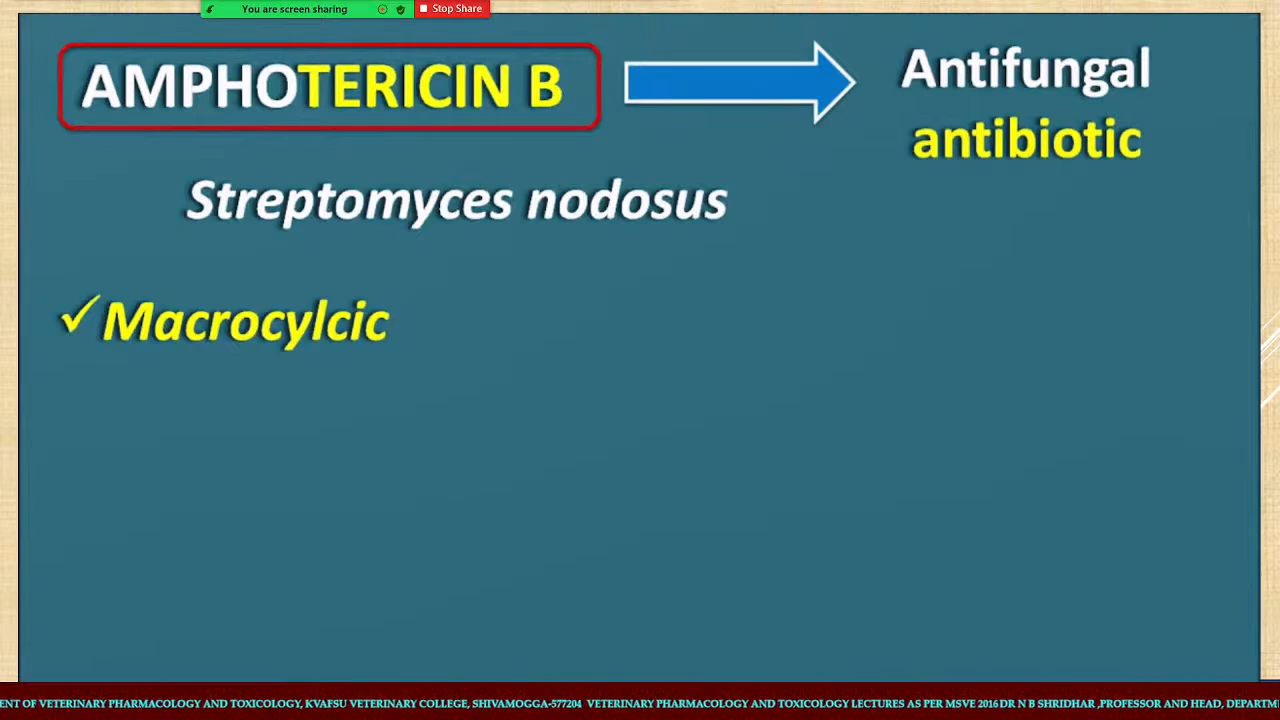 You are screen sharing Stop Share
AMPHOTERICIN B
Antifungal
antibiotic
Streptomyces nodosus
✓Macrocylcic
ENT OF VETERINARY PHARMACOLOGY AND TOXICOLOGY, KVAFSU VETERINARY COLLEGE, SHIVAMOGGA-577204 VETERINARY PHARMACOLOGY AND TOXICOLOGY LECTURES AS PER MSVE 2016 DR N B SHRIDHAR ,PROFESSOR AND HEAD, DEPARTM